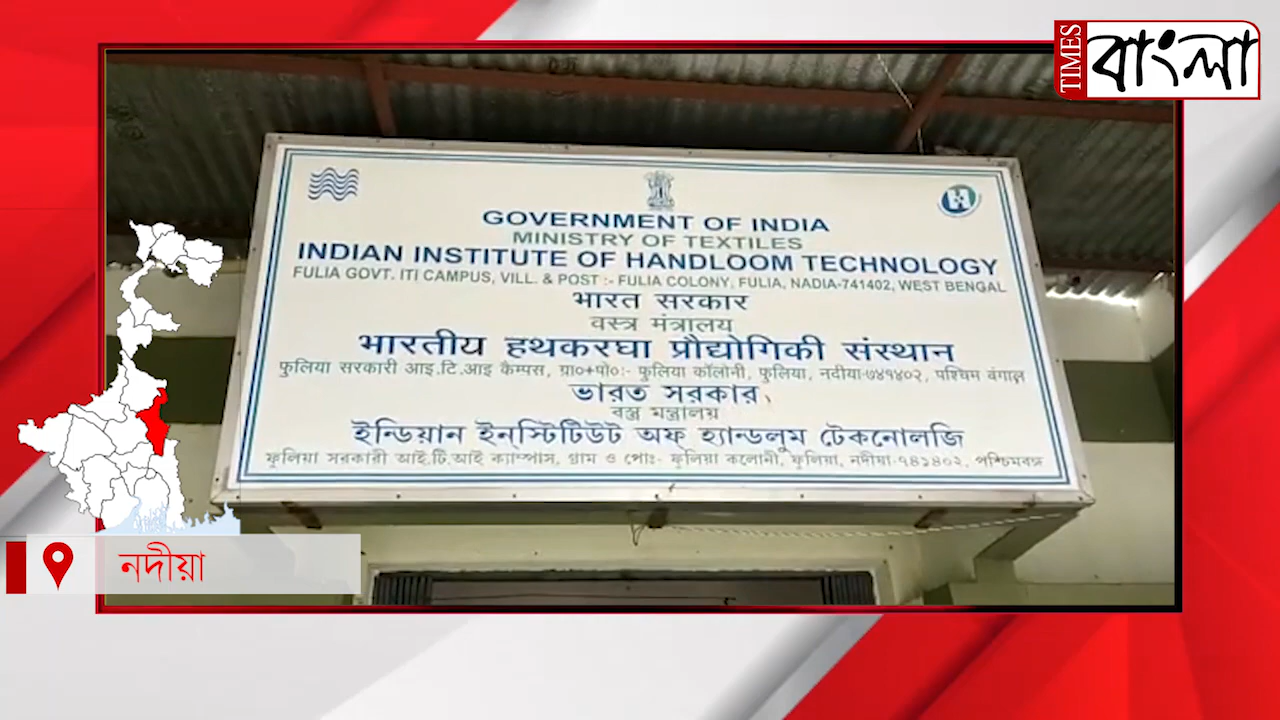 TIMES বাংলা
GOVERNMENT OF INDIA
MINISTRY OF TEXTILES
INDIAN INSTITUTE OF HANDLOOM TECHNOLOGY
FULIA GOVT. ITI CAMPUS, VILL. & POST :- FULIA COLONY, FULIA, NADIA-741402, WEST BENGAL
भारत सरकार
वस्त्र मंत्रालय
भारतीय हथकरघा प्रौद्योगिकी संस्थान
फुलिया सरकारी आइ.टि.आइ कैम्पस, ग्रा०+पो०:- फुलिया कॉलोनी, फुलिया, नदीया-७४१४०२, पश्चिम बंगाल
ভারত সরকার,
বস্ত্র মন্ত্রালয়
ইন্ডিয়ান ইন্স্টিটিউট অফ্ হ্যান্ডলুম টেকনোলজি
ফুলিয়া সরকারী আই.টি.আই ক্যাম্পাস, গ্রাম ও পোঃ- ফুলিয়া কলোনী, ফুলিয়া, নদীয়া-৭৪১৪০২, পশ্চিমবঙ্গ
নদীয়া